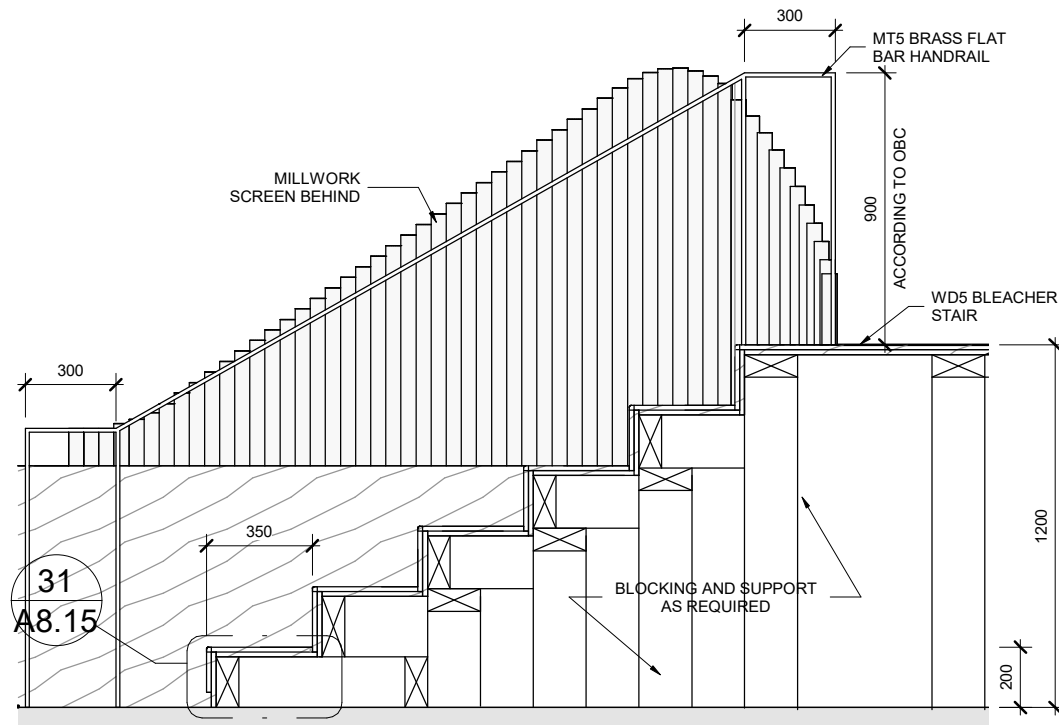 300
MT5 BRASS FLAT
BAR HANDRAIL
MILLWORK
SCREEN BEHIND
900
ACCORDING TO OBC
WD5 BLEACHER
STAIR
300
350
31
A8.15
BLOCKING AND SUPPORT
AS REQUIRED
1200
200